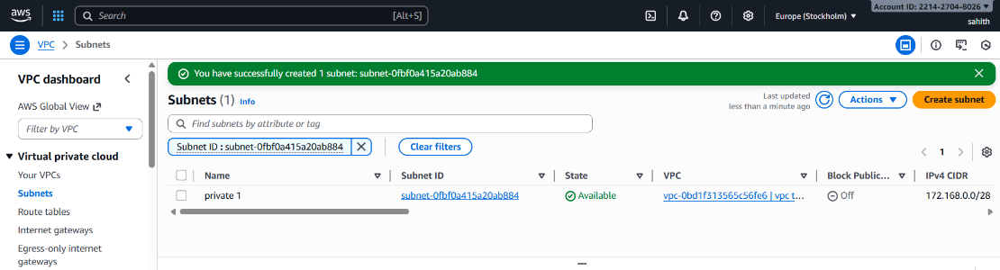 aws
Search [Alt+S]
Europe (Stockholm)
Account ID: 2214-2704-8026
sahith
VPC > Subnets
VPC dashboard
AWS Global View
Filter by VPC
Virtual private cloud
Your VPCs
Subnets
Route tables
Internet gateways
Egress-only internet
gateways
You have successfully created 1 subnet: subnet-0fbf0a415a20ab884
Subnets (1) Info
Last updated
less than a minute ago
Actions
Create subnet
Find subnets by attribute or tag
Subnet ID : subnet-0fbf0a415a20ab884
Clear filters
1
Name Subnet ID State VPC Block Public... IPv4 CIDR
private 1 subnet-0fbf0a415a20ab884 Available vpc-0bd1f313565c56fe6 | vpc t... Off 172.168.0.0/28